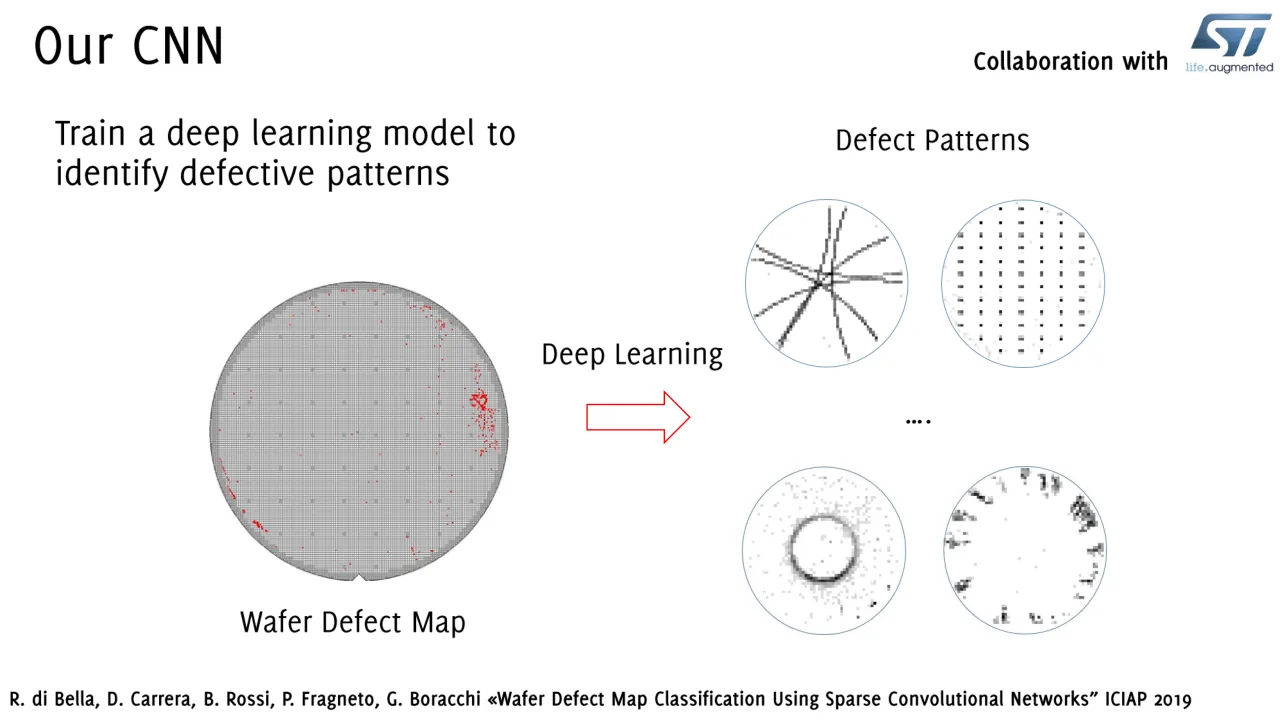 Our CNN
Collaboration with
ST
life.augmented
Train a deep learning model to
identify defective patterns
Defect Patterns
Deep Learning
....
Wafer Defect Map
R. di Bella, D. Carrera, B. Rossi, P. Fragneto, G. Boracchi «Wafer Defect Map Classification Using Sparse Convolutional Networks” ICIAP 2019